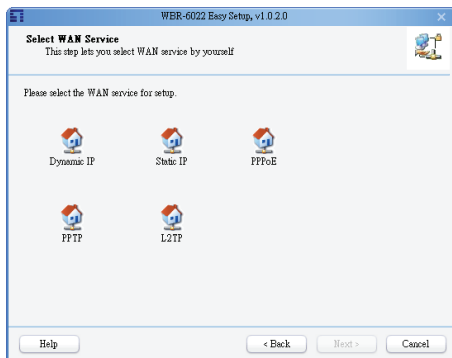 WBR-6022 Easy Setup, v1.0.2.0
Select WAN Service
This step lets you select WAN service by yourself
Please select the WAN service for setup.
Dynamic IP Static IP PPPoE
PPTP L2TP
Help < Back Next > Cancel